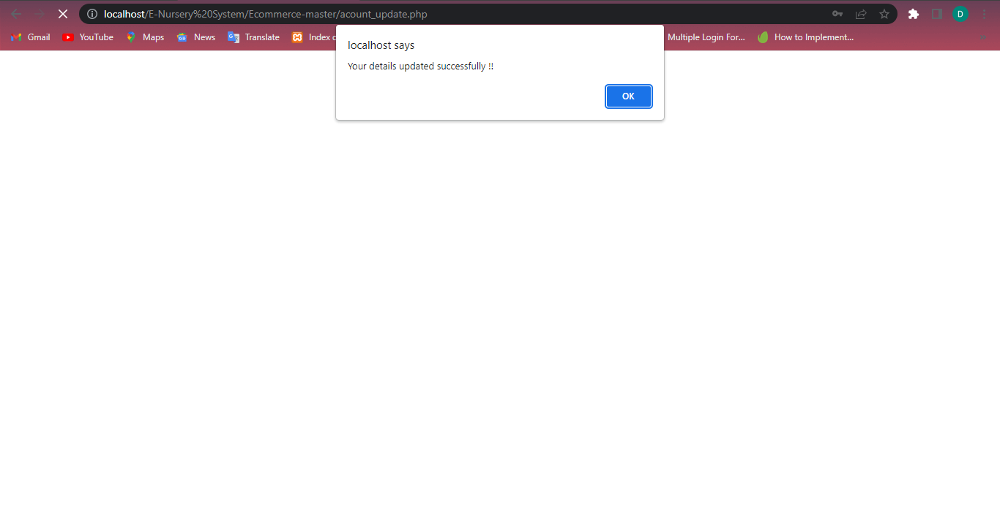 localhost/E-Nursery%20System/Ecommerce-master/acount_update.php
D
Gmail YouTube Maps News Translate Index c Multiple Login For... How to Implement...
localhost says
Your details updated successfully !!
OK